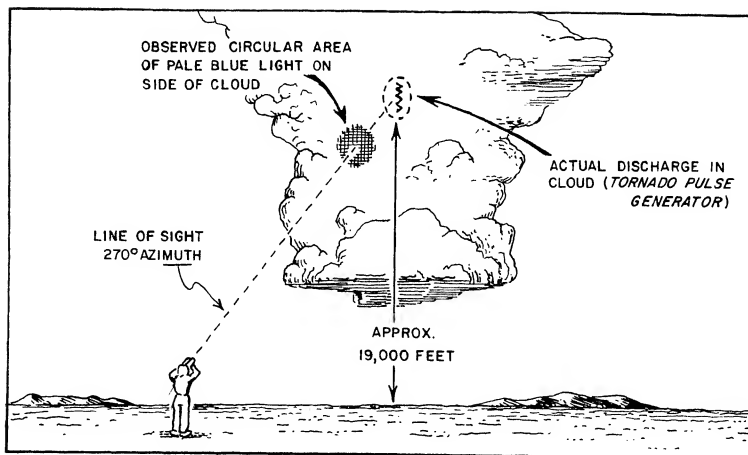 OBSERVED CIRCULAR AREA
OF PALE BLUE LIGHT ON
SIDE OF CLOUD
ACTUAL DISCHARGE IN
CLOUD (TORNADO PULSE
GENERATOR)
LINE OF SIGHT
270° AZIMUTH
APPROX.
19,000 FEET